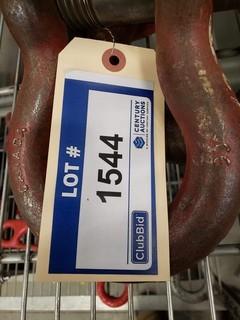 LOT #
1544
CENTURY
AUCTIONS
ClubBid